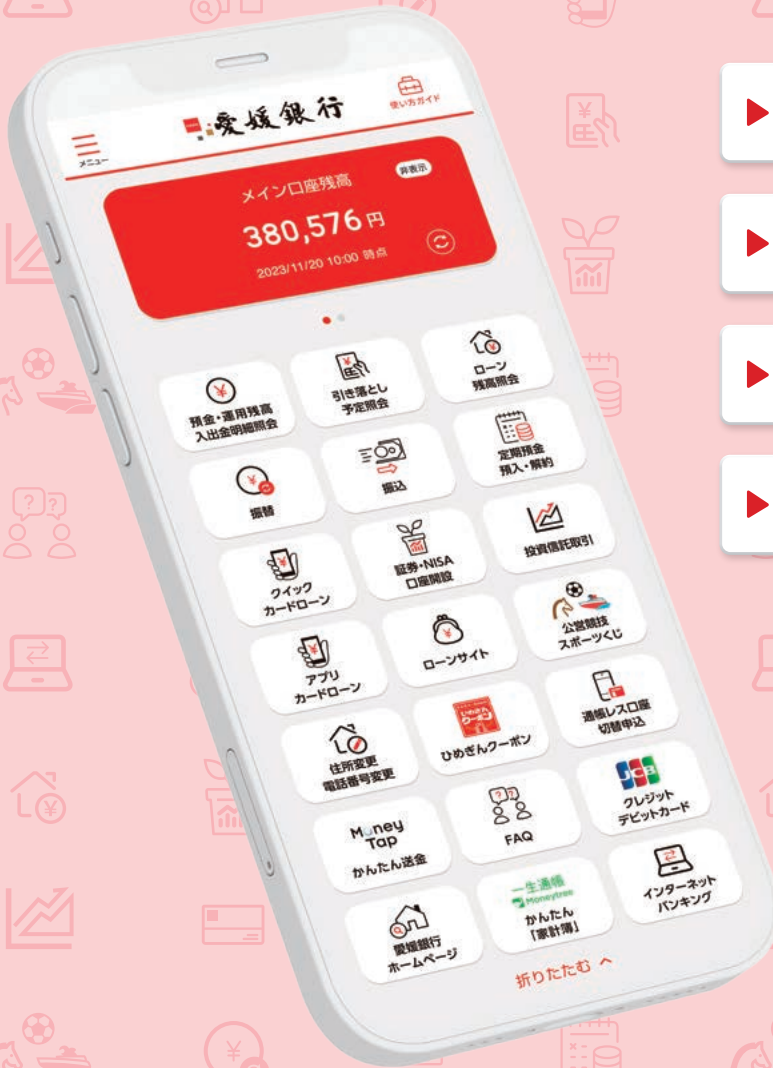 メニュー
愛媛銀行
使い方ガイド
メイン口座残高
非表示
380,576 円
2023/11/20 10:00 時点
預金・運用残高
入出金明細照会
引き落とし
予定照会
ローン
残高照会
振替
振込
定期預金
預入・解約
クイック
カードローン
証券・NISA
口座開設
投資信託取引
アプリ
カードローン
ローンサイト
公営競技
スポーツくじ
住所変更
電話番号変更
ひめぎん
クーポン
ひめぎんクーポン
通帳レス口座
切替申込
Money
Tap
かんたん送金
FAQ
JCB
クレジット
デビットカード
愛媛銀行
ホームページ
一生通帳
Moneytree
かんたん
「家計簿」
インターネット
バンキング
折りたたむ